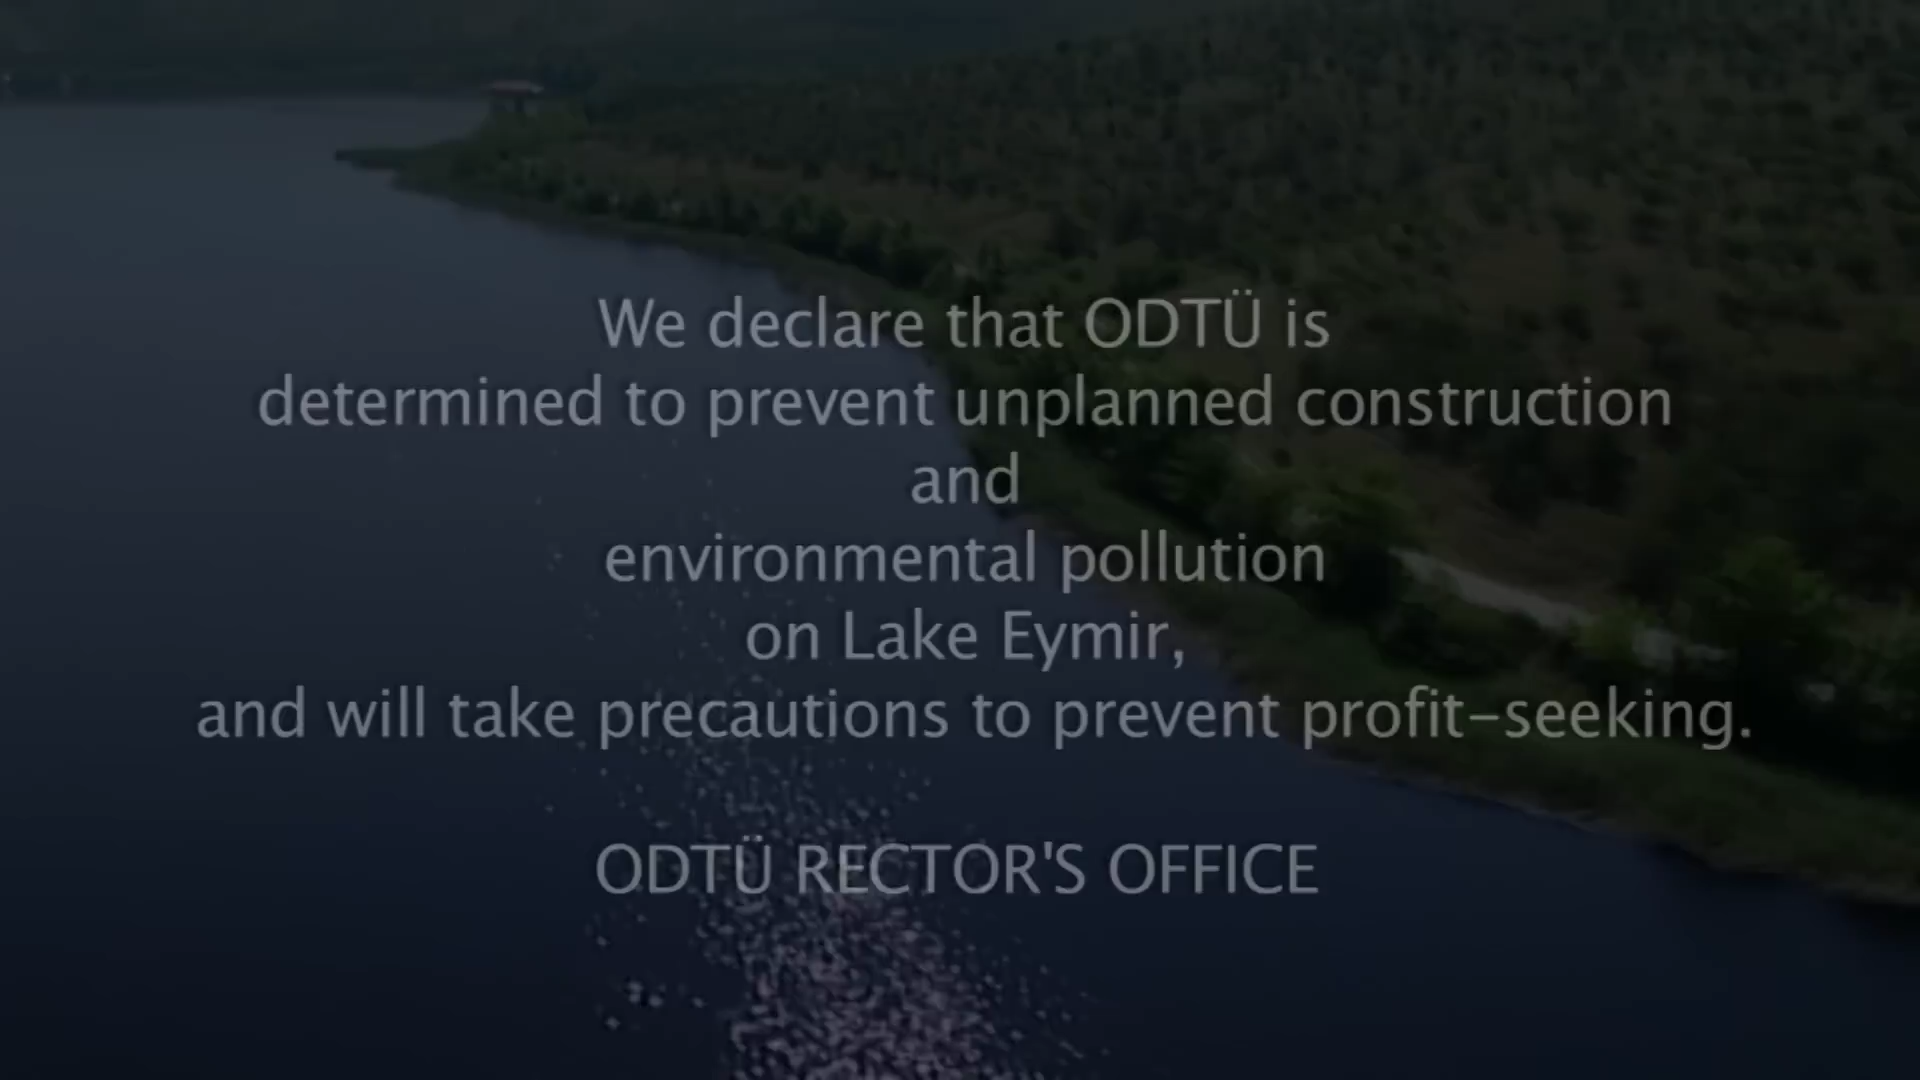 We declare that ODTÜ is
determined to prevent unplanned construction
and
environmental pollution
on Lake Eymir,
and will take precautions to prevent profit-seeking.
ODTÜ RECTOR'S OFFICE